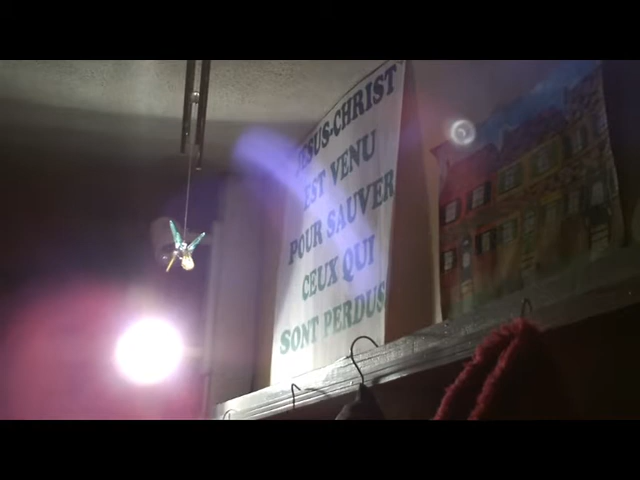 JESUS-CHRIST
EST VENU
POUR SAUVER
CEUX QUI
SONT PERDUS